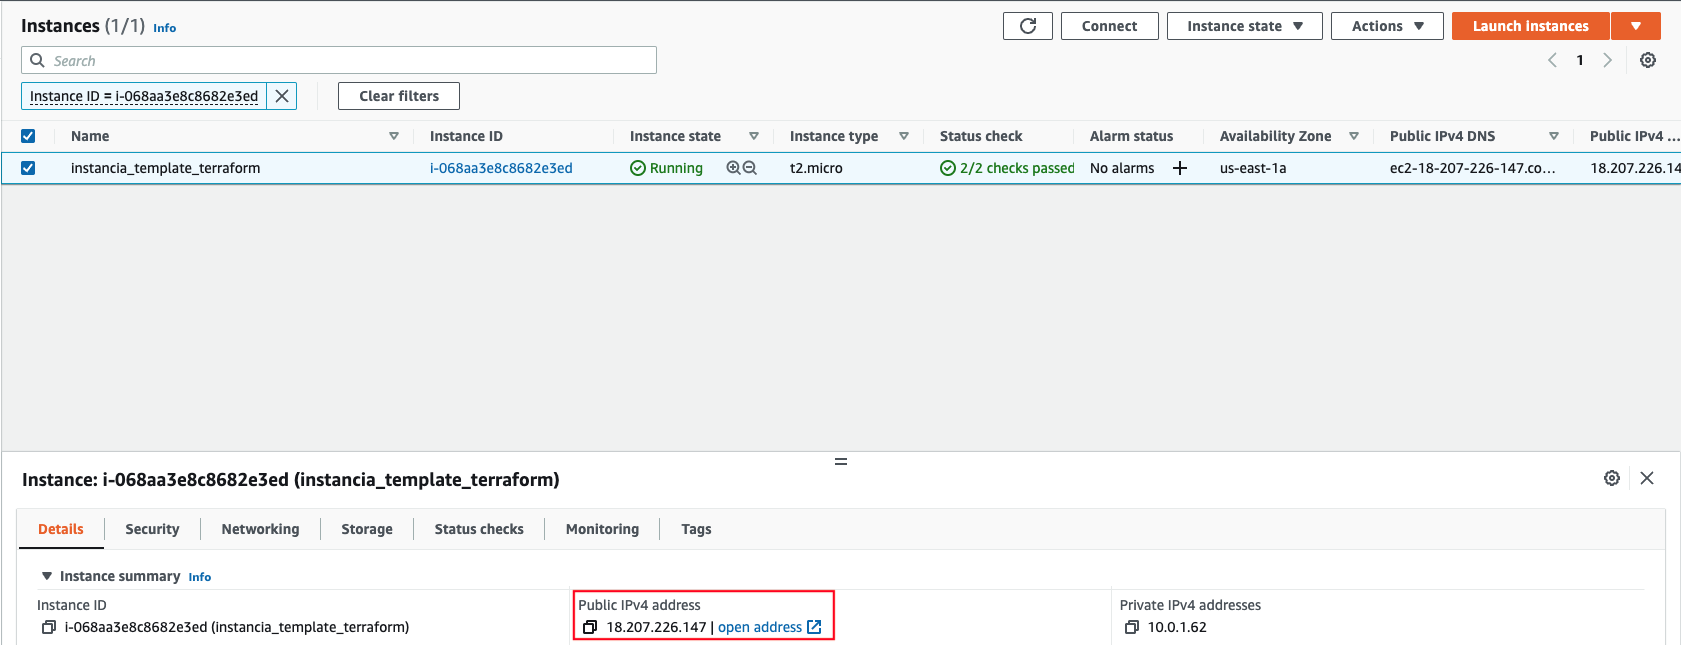 Instances (1/1) Info
Connect
Instance state
Actions
Launch instances
Search
1
Instance ID = i-068aa3e8c8682e3ed
Clear filters
Name Instance ID Instance state Instance type Status check Alarm status Availability Zone Public IPv4 DNS Public IPv4 ...
instancia_template_terraform i-068aa3e8c8682e3ed Running t2.micro 2/2 checks passed No alarms + us-east-1a ec2-18-207-226-147.co... 18.207.226.14
Instance: i-068aa3e8c8682e3ed (instancia_template_terraform)
Details Security Networking Storage Status checks Monitoring Tags
Instance summary Info
Instance ID Public IPv4 address Private IPv4 addresses
i-068aa3e8c8682e3ed (instancia_template_terraform) 18.207.226.147 | open address 10.0.1.62